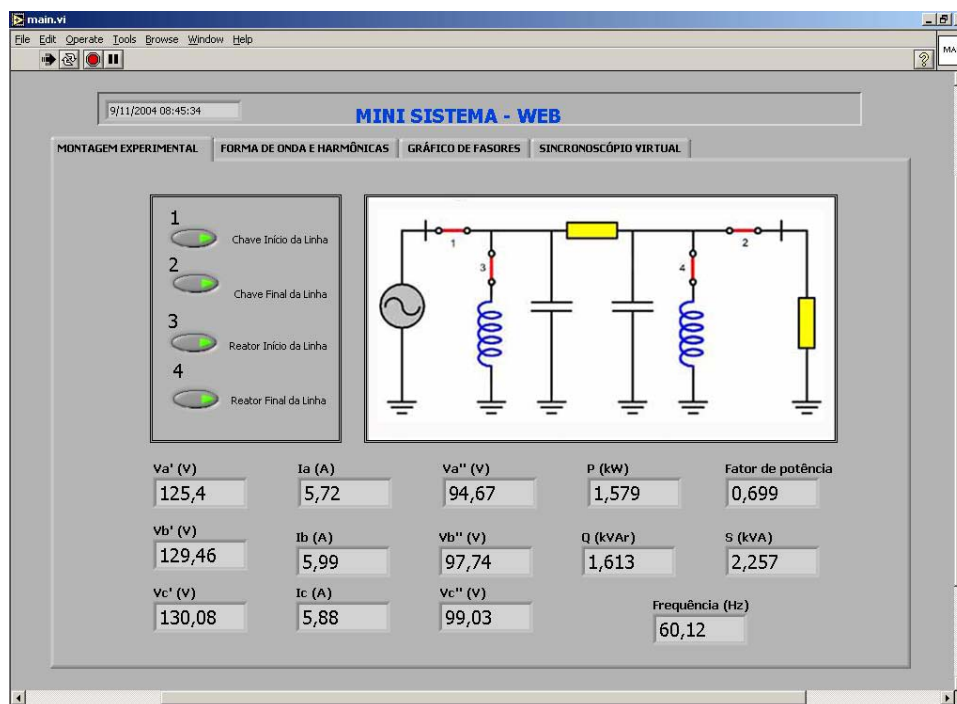 main.vi
File Edit Operate Tools Browse Window Help
MA
9/11/2004 08:45:34
MINI SISTEMA - WEB
MONTAGEM EXPERIMENTAL FORMA DE ONDA E HARMÔNICAS GRÁFICO DE FASORES SINCRONOSCÓPIO VIRTUAL
1
Chave Início da Linha
2
Chave Final da Linha
3
Reator Início da Linha
4
Reator Final da Linha
1 2
3 4
Va' (V) Ia (A) Va'' (V) P (kW) Fator de potência
125,4 5,72 94,67 1,579 0,699
Vb' (V) Ib (A) Vb'' (V) Q (kVAr) S (kVA)
129,46 5,99 97,74 1,613 2,257
Vc' (V) Ic (A) Vc'' (V) Frequência (Hz)
130,08 5,88 99,03 60,12